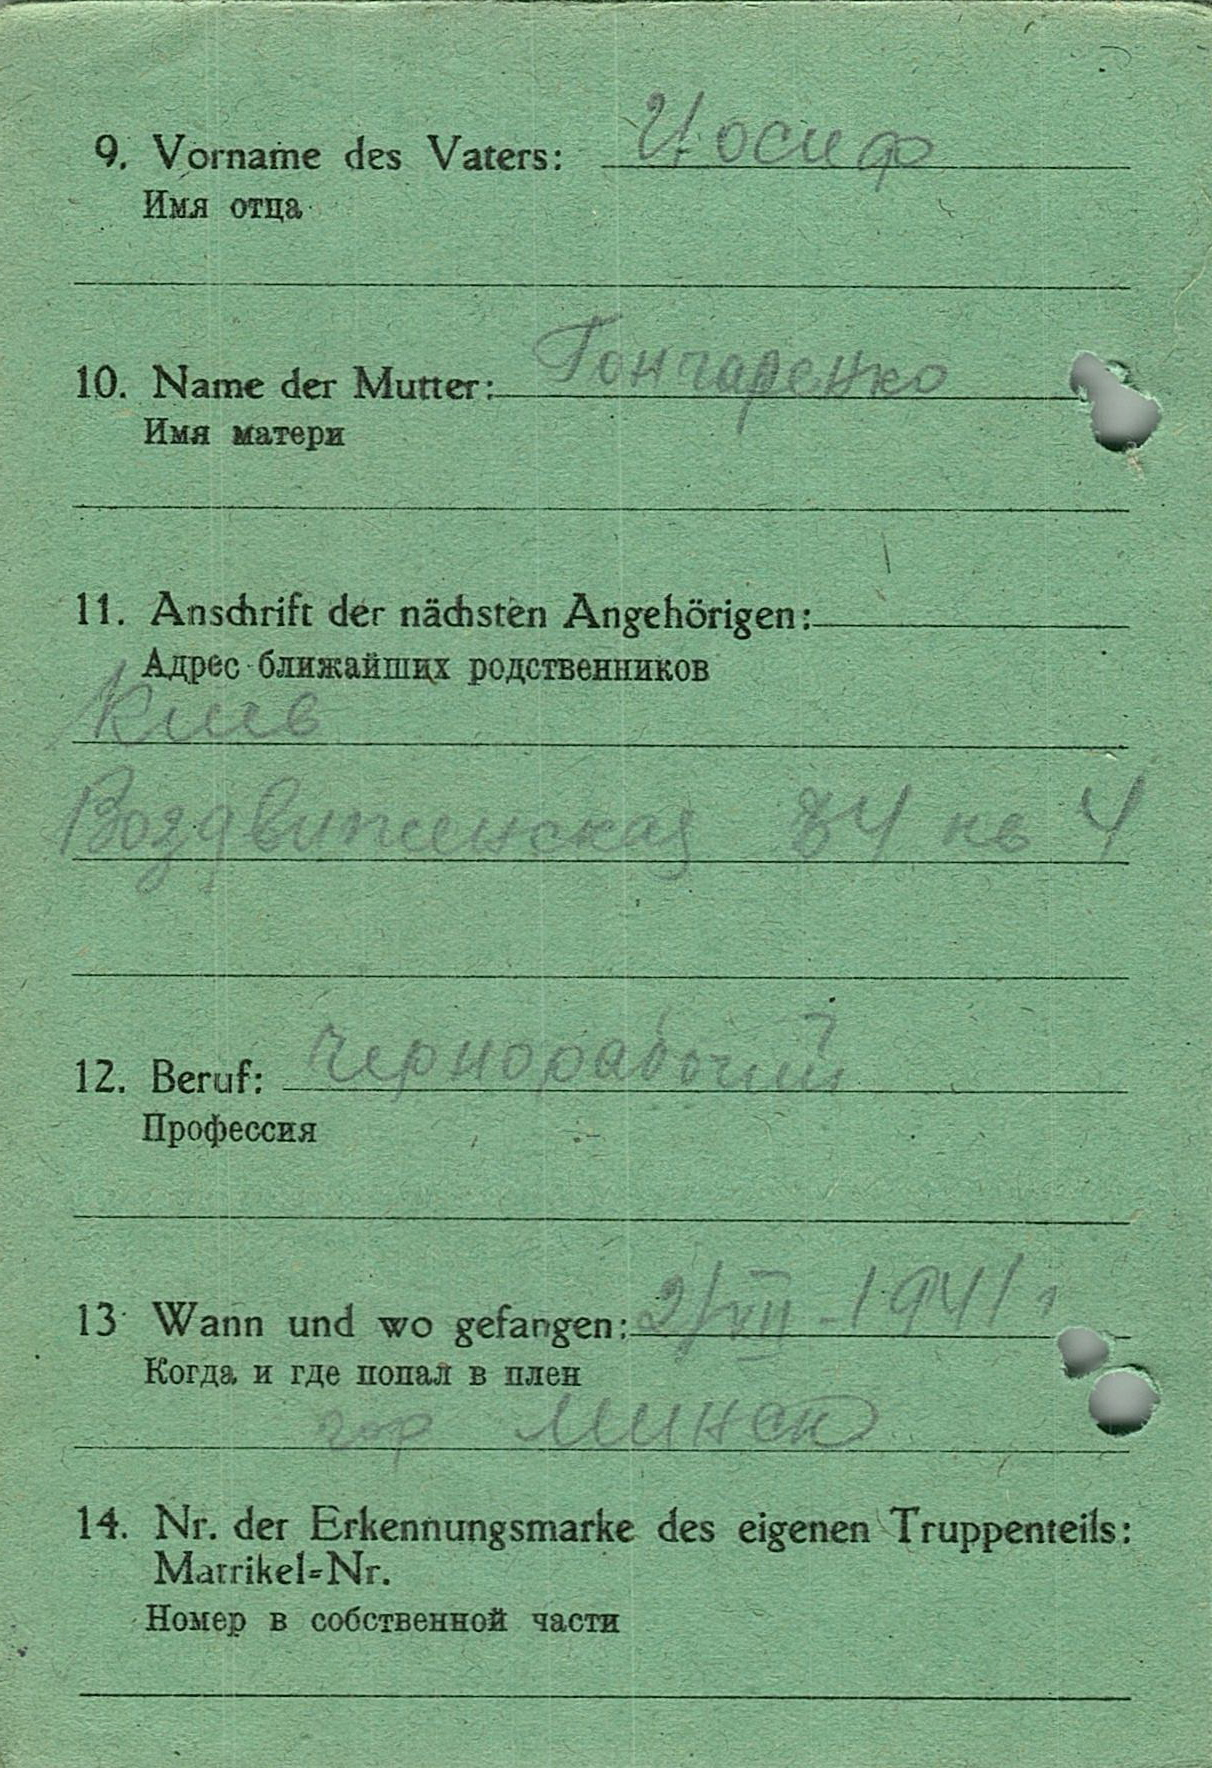 9. Vorname des Vaters: Иосиф
Имя отца
10. Name der Mutter: Гончаренко
Имя матери
11. Anschrift der nächsten Angehörigen:
Адрес ближайших родственников
Киев
Воздвиженская 34 кв 4
12. Beruf: Чернорабочий
Профессия
13 Wann und wo gefangen: 2/VII - 1941
Когда и где попал в плен
гор Минск
14. Nr. der Erkennungsmarke des eigenen Truppenteils:
Matrikel=Nr.
Номер в собственной части